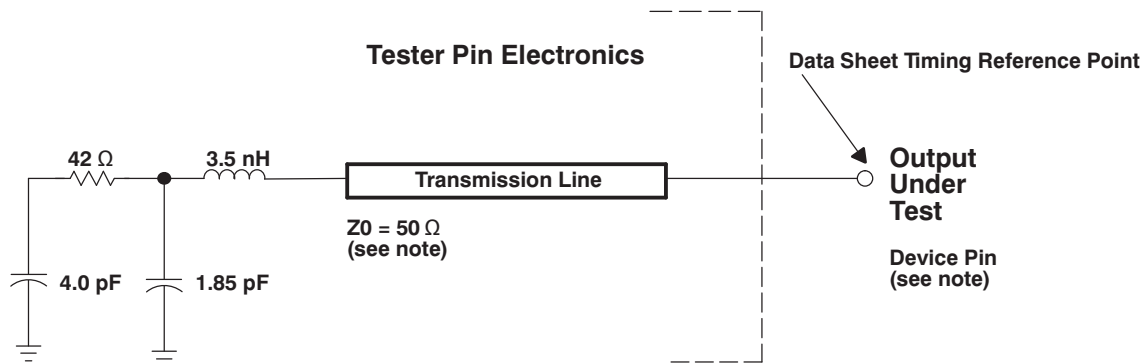 Tester Pin Electronics
Data Sheet Timing Reference Point
42 Ω
3.5 nH
Transmission Line
Output
Under
Test
Z0 = 50 Ω
(see note)
Device Pin
(see note)
4.0 pF
1.85 pF